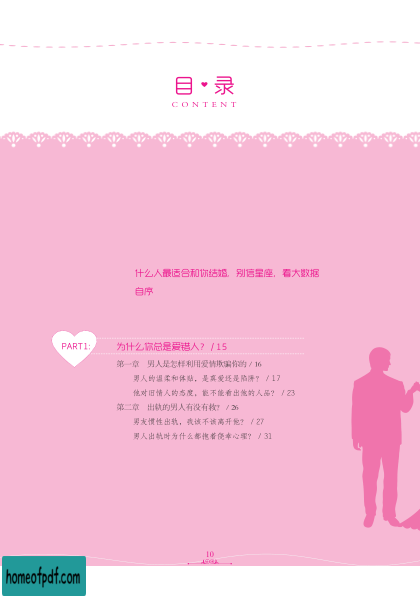 目 ♥ 录
CONTENT
什么人最适合和你结婚，别信星座，看大数据
自序
PART1:
为什么你总是爱错人？ / 15
第一章 男人是怎样利用爱情欺骗你的 / 16
男人的温柔和体贴，是真爱还是陷阱？ / 17
他对旧情人的态度，能不能看出他的人品？ / 23
第二章 出轨的男人有没有救？ / 26
男友惯性出轨，我该不该离开他？ / 27
男人出轨时为什么都抱着侥幸心理？ / 31
10
homeofpdf.com